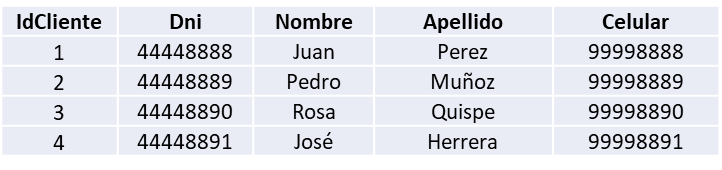 IdCliente Dni Nombre Apellido Celular
1 44448888 Juan Perez 99998888
2 44448889 Pedro Muñoz 99998889
3 44448890 Rosa Quispe 99998890
4 44448891 José Herrera 99998891